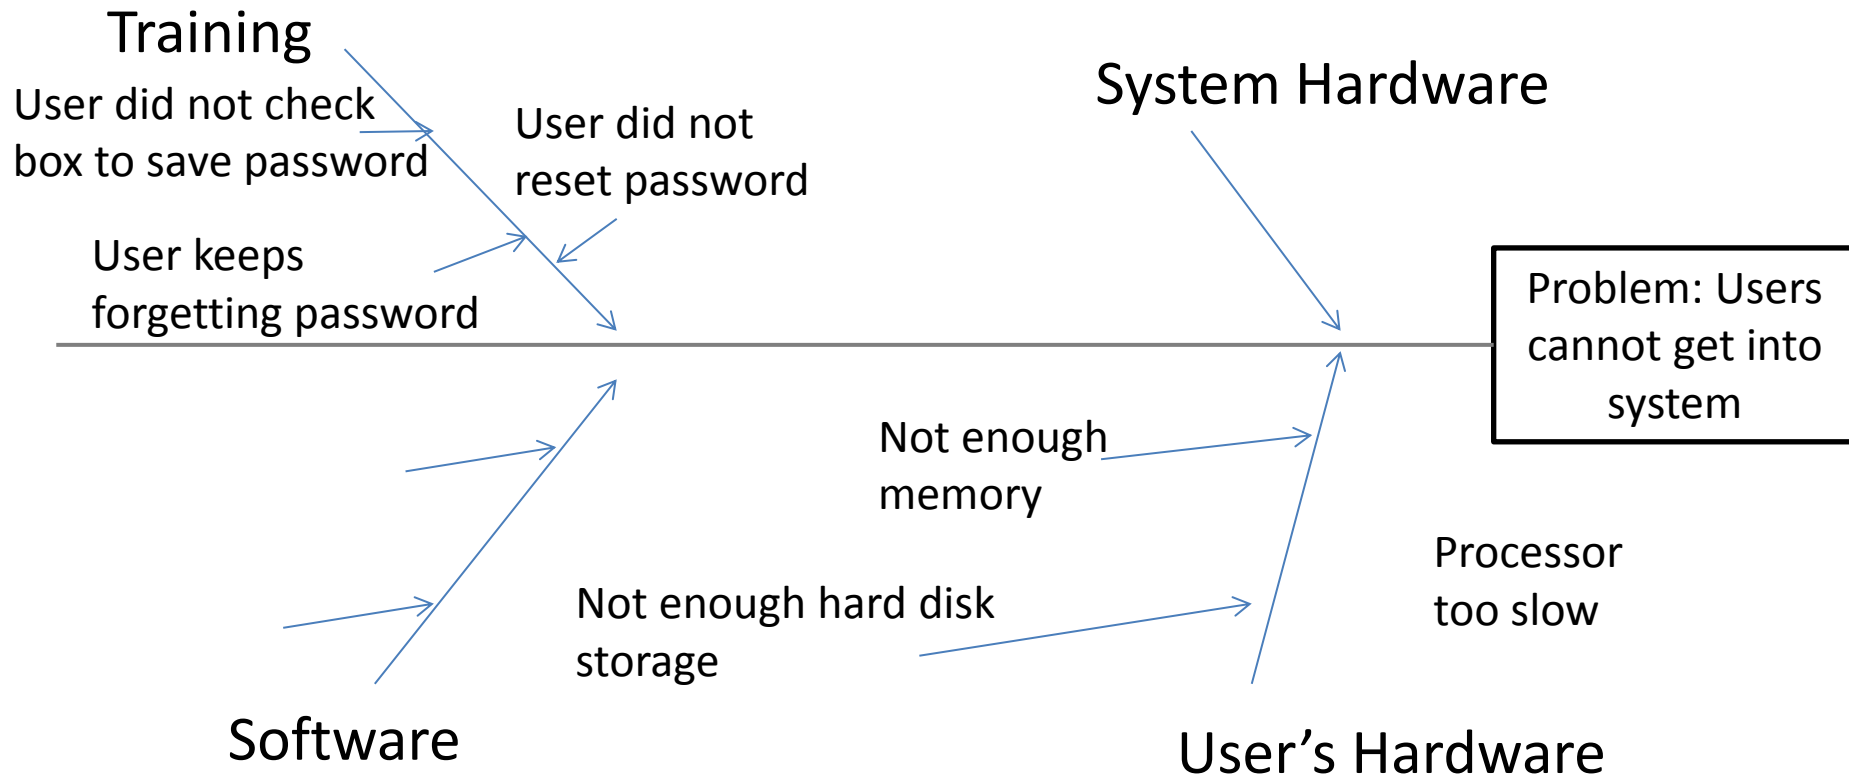 Training
User did not check
box to save password
User did not
reset password
User keeps
forgetting password
System Hardware
Problem: Users
cannot get into
system
Not enough
memory
Not enough hard disk
storage
Processor
too slow
Software
User’s Hardware